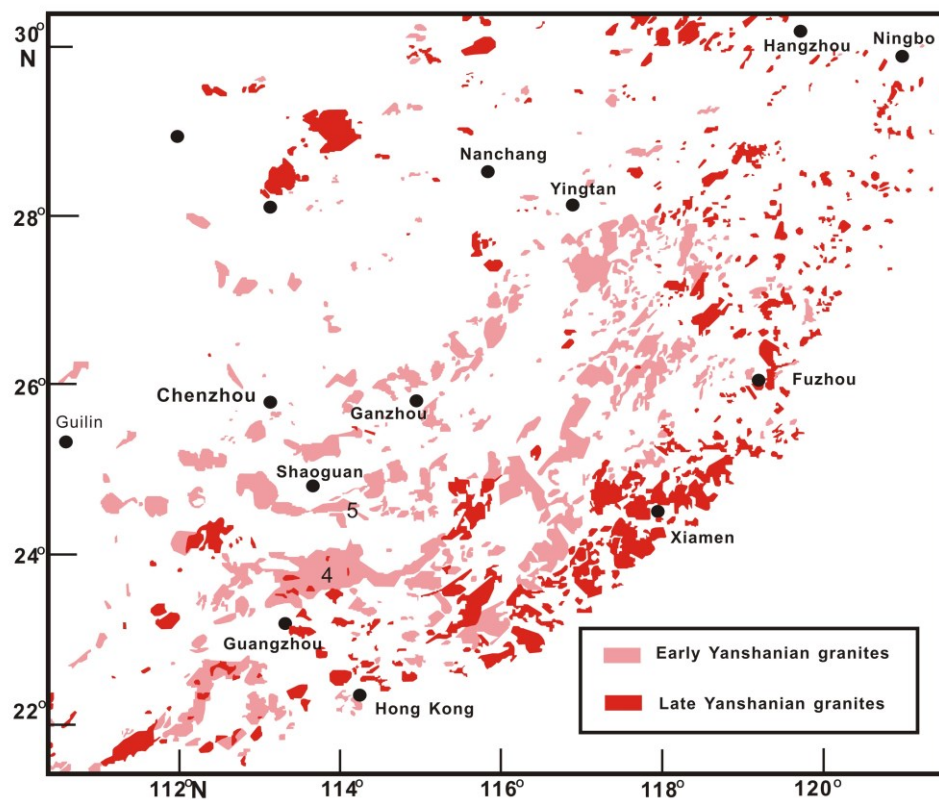 30°
N
Hangzhou
Ningbo
Nanchang
Yingtan
28°
26°
Chenzhou
Ganzhou
Fuzhou
Guilin
Shaoguan
5
Xiamen
24°
4
Guangzhou
Early Yanshanian granites
Hong Kong
Late Yanshanian granites
22°
112°N
114°
116°
118°
120°